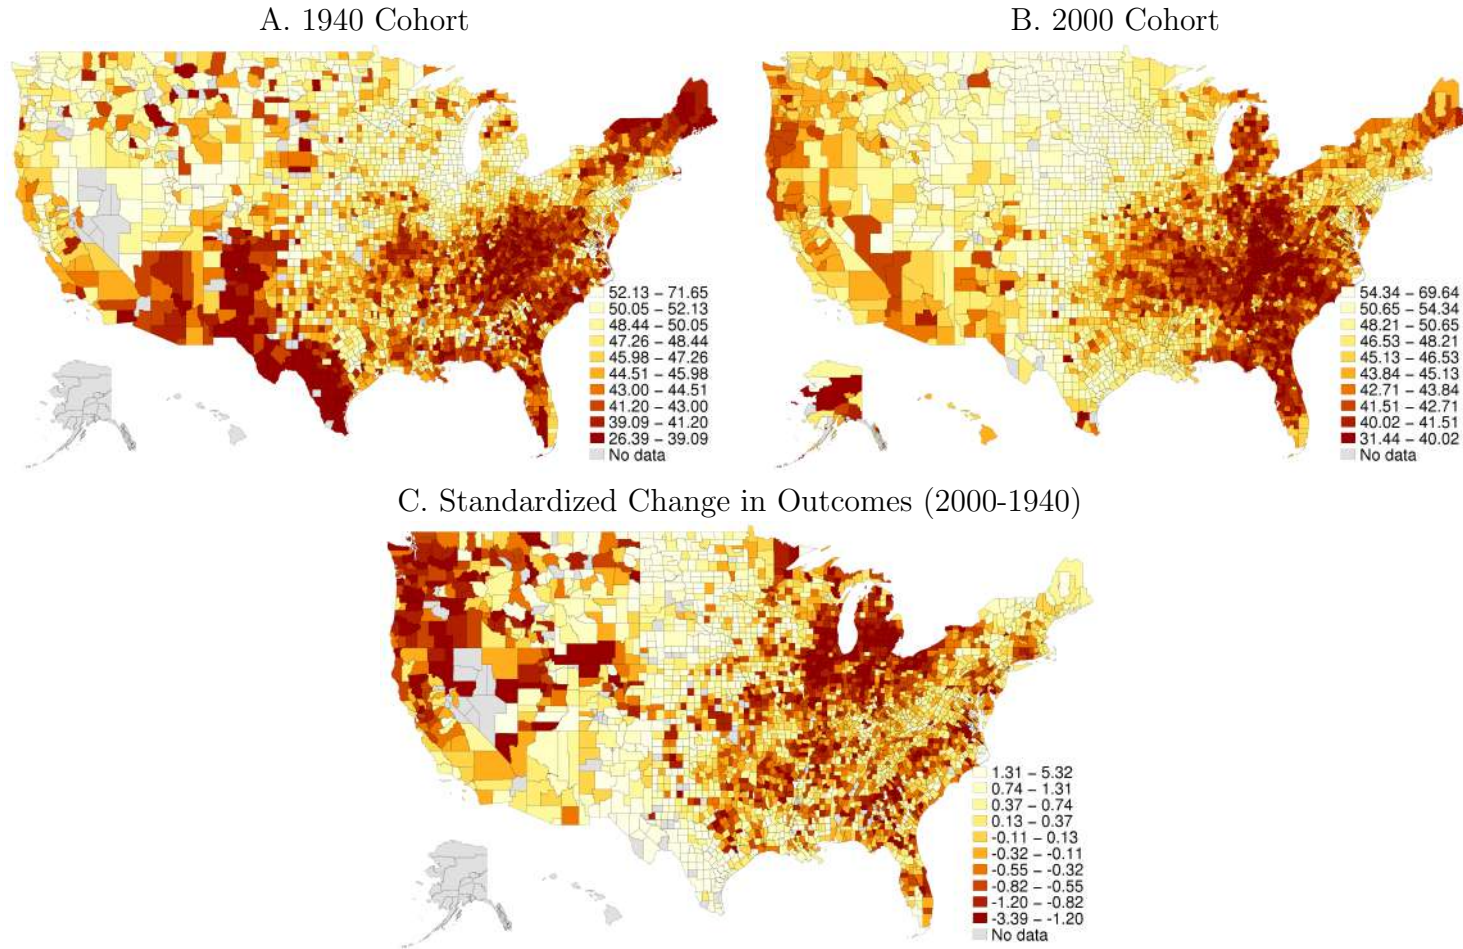 A. 1940 Cohort
52.13 – 71.65
50.05 – 52.13
48.44 – 50.05
47.26 – 48.44
45.98 – 47.26
44.51 – 45.98
43.00 – 44.51
41.20 – 43.00
39.09 – 41.20
26.39 – 39.09
No data
B. 2000 Cohort
54.34 – 69.64
50.65 – 54.34
48.21 – 50.65
46.53 – 48.21
45.13 – 46.53
43.84 – 45.13
42.71 – 43.84
41.51 – 42.71
40.02 – 41.51
31.44 – 40.02
No data
C. Standardized Change in Outcomes (2000-1940)
1.31 – 5.32
0.74 – 1.31
0.37 – 0.74
0.13 – 0.37
-0.11 – 0.13
-0.32 – -0.11
-0.55 – -0.32
-0.82 – -0.55
-1.20 – -0.82
-3.39 – -1.20
No data